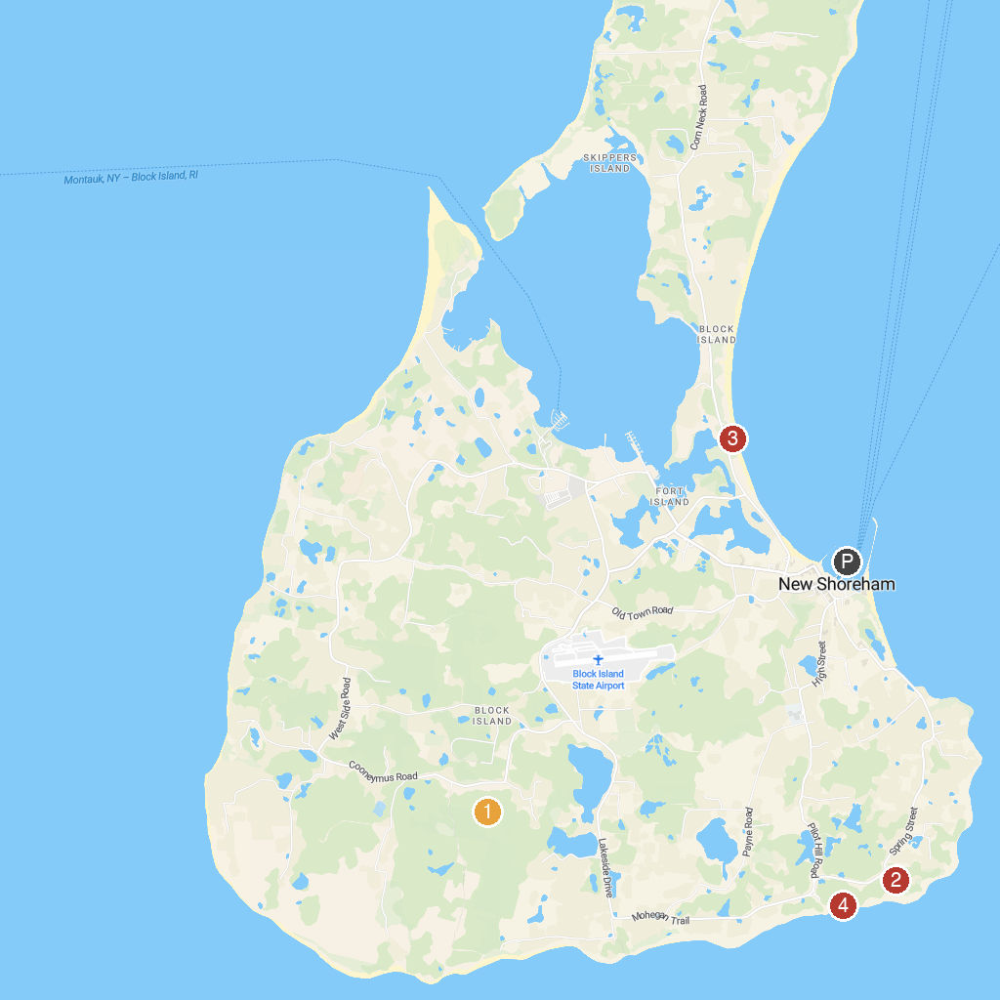 Corn Neck Road
SKIPPERS
ISLAND
Montauk, NY – Block Island, RI
BLOCK
ISLAND
3
FORT
ISLAND
P
New Shoreham
Old Town Road
High Street
Block Island
State Airport
West Side Road
BLOCK
ISLAND
Cooneymus Road
1
Payne Road
Pilot Hill Road
Spring Street
Lakeside Drive
2
4
Mohegan Trail